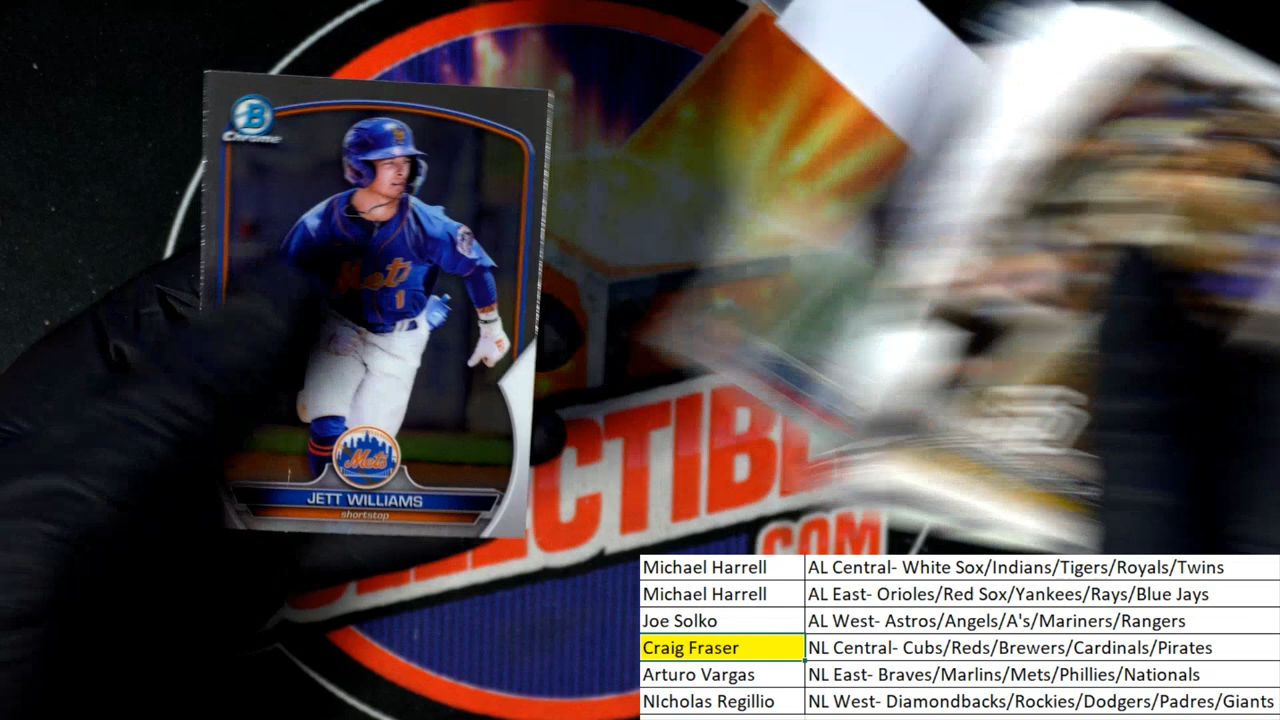 B
Chrome
Mets
1
Mets
JETT WILLIAMS
shortstop
COLLECTIBLES
.COM
Michael Harrell AL Central- White Sox/Indians/Tigers/Royals/Twins
Michael Harrell AL East- Orioles/Red Sox/Yankees/Rays/Blue Jays
Joe Solko AL West- Astros/Angels/A's/Mariners/Rangers
Craig Fraser NL Central- Cubs/Reds/Brewers/Cardinals/Pirates
Arturo Vargas NL East- Braves/Marlins/Mets/Phillies/Nationals
NIcholas Regillio NL West- Diamondbacks/Rockies/Dodgers/Padres/Giants